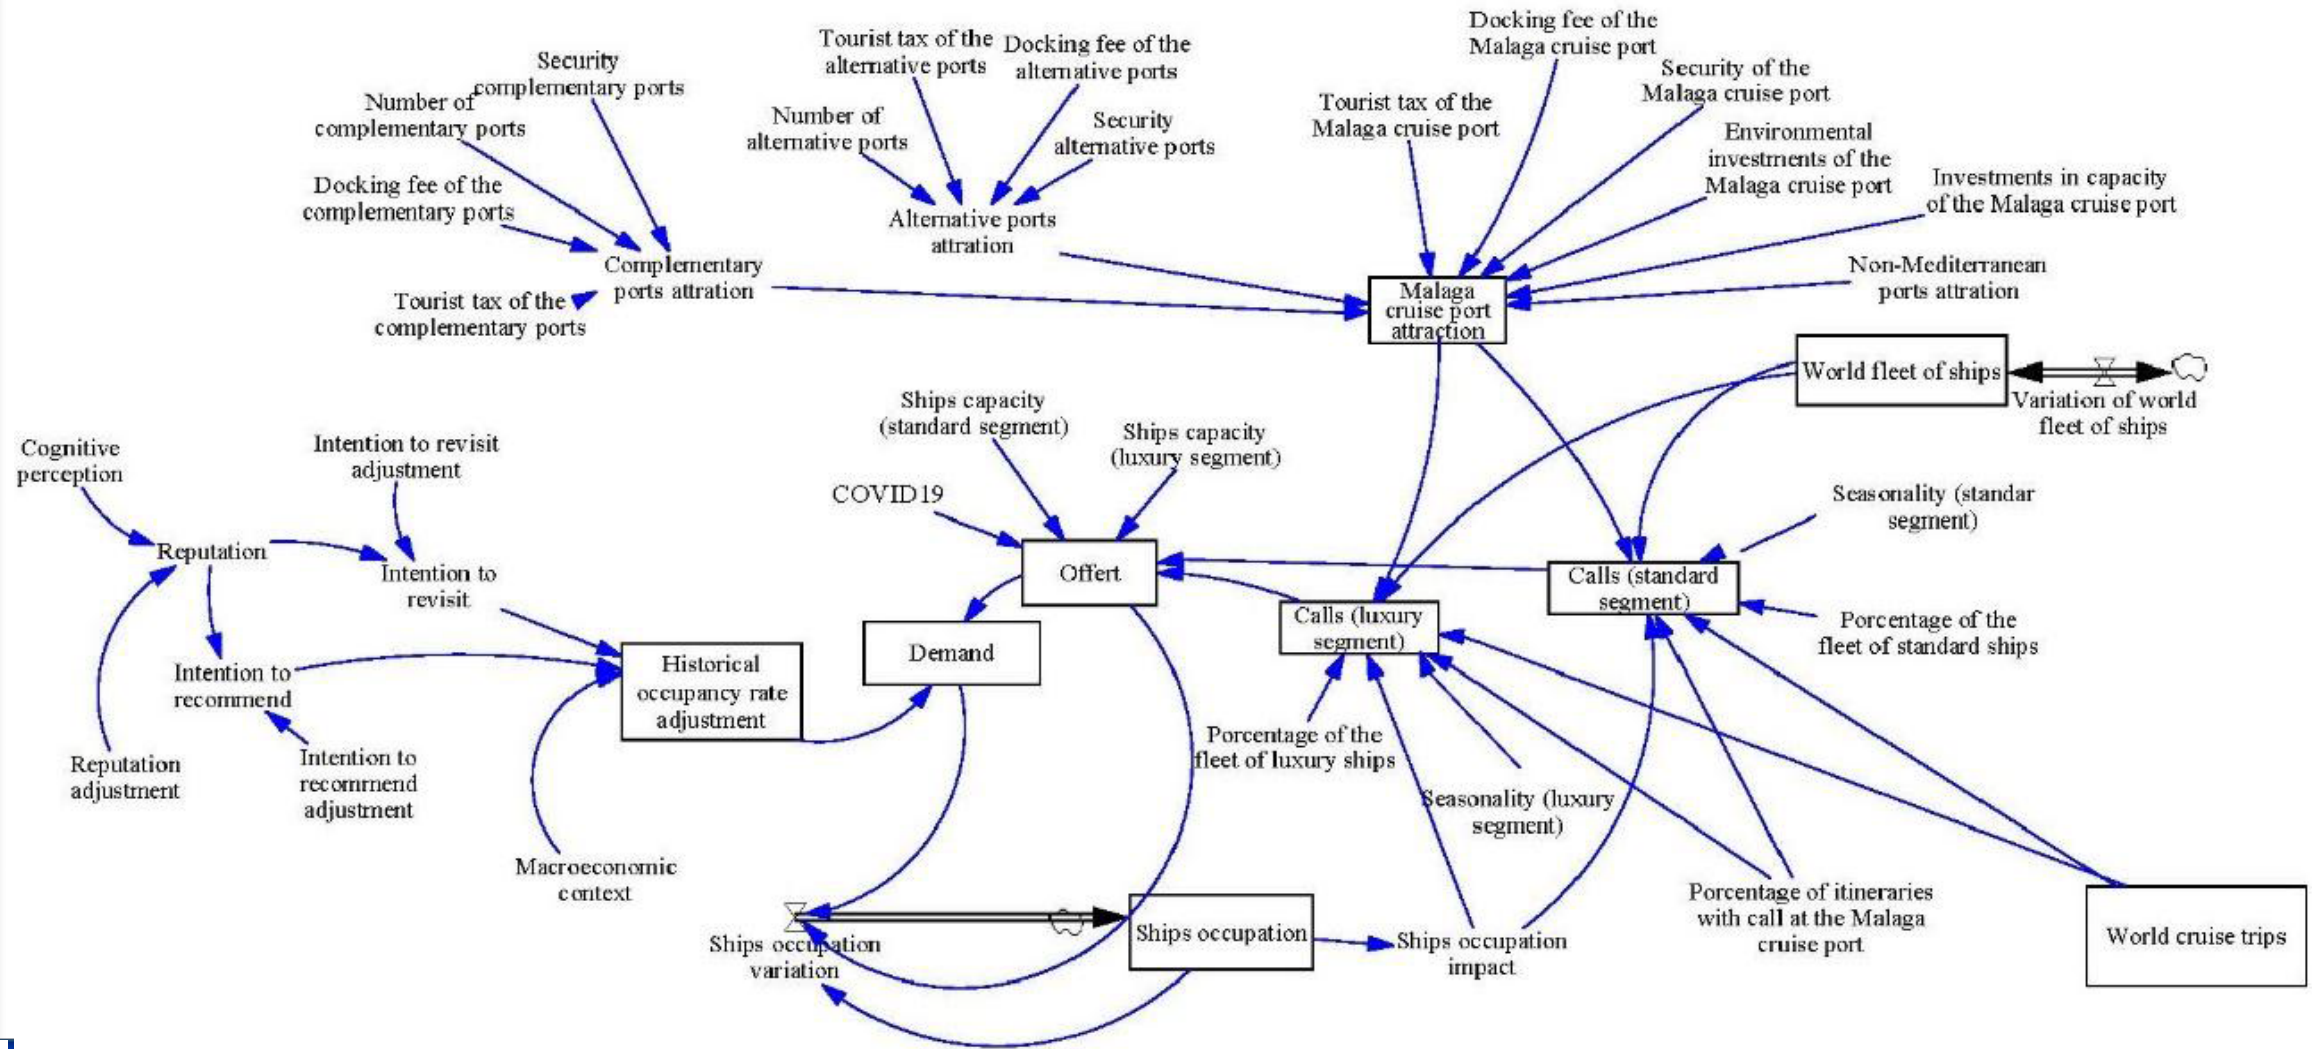 Security
complementary ports
Number of
complementary ports
Docking fee of the
complementary ports
Tourist tax of the
complementary ports
Complementary
ports attration
Tourist tax of the
alternative ports
Docking fee of the
alternative ports
Number of
alternative ports
Security
alternative ports
Alternative ports
attration
Docking fee of the
Malaga cruise port
Tourist tax of the
Malaga cruise port
Security of the
Malaga cruise port
Environmental
investments of the
Malaga cruise port
Investments in capacity
of the Malaga cruise port
Non-Mediterranean
ports attration
Malaga
cruise port
attraction
World fleet of ships
Variation of world
fleet of ships
Cognitive
perception
Intention to revisit
adjustment
Reputation
Intention to
revisit
Intention to
recommend
Reputation
adjustment
Intention to
recommend
adjustment
Historical
occupancy rate
adjustment
Macroeconomic
context
Ships capacity
(standard segment)
Ships capacity
(luxury segment)
COVID19
Offert
Demand
Calls (luxury
segment)
Calls (standard
segment)
Seasonality (standar
segment)
Porcentage of the
fleet of standard ships
Porcentage of the
fleet of luxury ships
Seasonality (luxury
segment)
Ships occupation
variation
Ships occupation
Ships occupation
impact
Porcentage of itineraries
with call at the Malaga
cruise port
World cruise trips